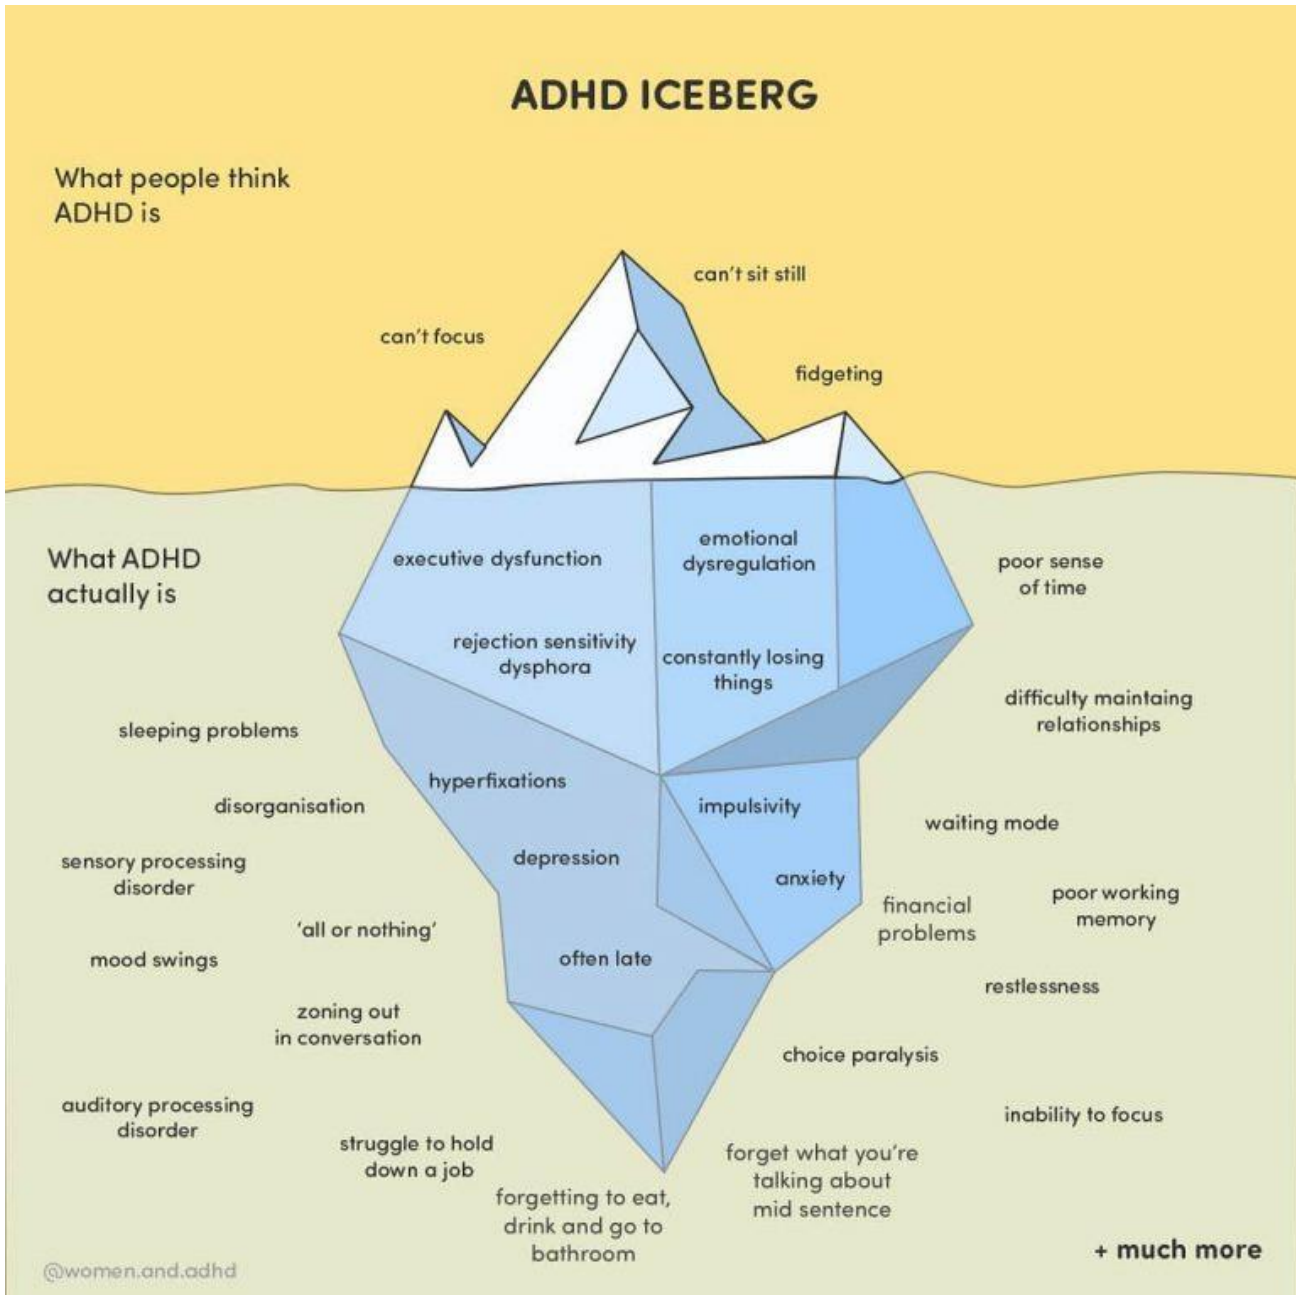 ADHD ICEBERG
What people think
ADHD is
can't sit still
can't focus
fidgeting
What ADHD
actually is
executive dysfunction
emotional
dysregulation
poor sense
of time
rejection sensitivity
dysphora
constantly losing
things
difficulty maintaing
relationships
sleeping problems
hyperfixations
disorganisation
impulsivity
waiting mode
sensory processing
disorder
depression
anxiety
financial
problems
poor working
memory
'all or nothing'
mood swings
often late
restlessness
zoning out
in conversation
choice paralysis
auditory processing
disorder
inability to focus
struggle to hold
down a job
forget what you're
talking about
mid sentence
forgetting to eat,
drink and go to
bathroom
+ much more
@women.and.adhd